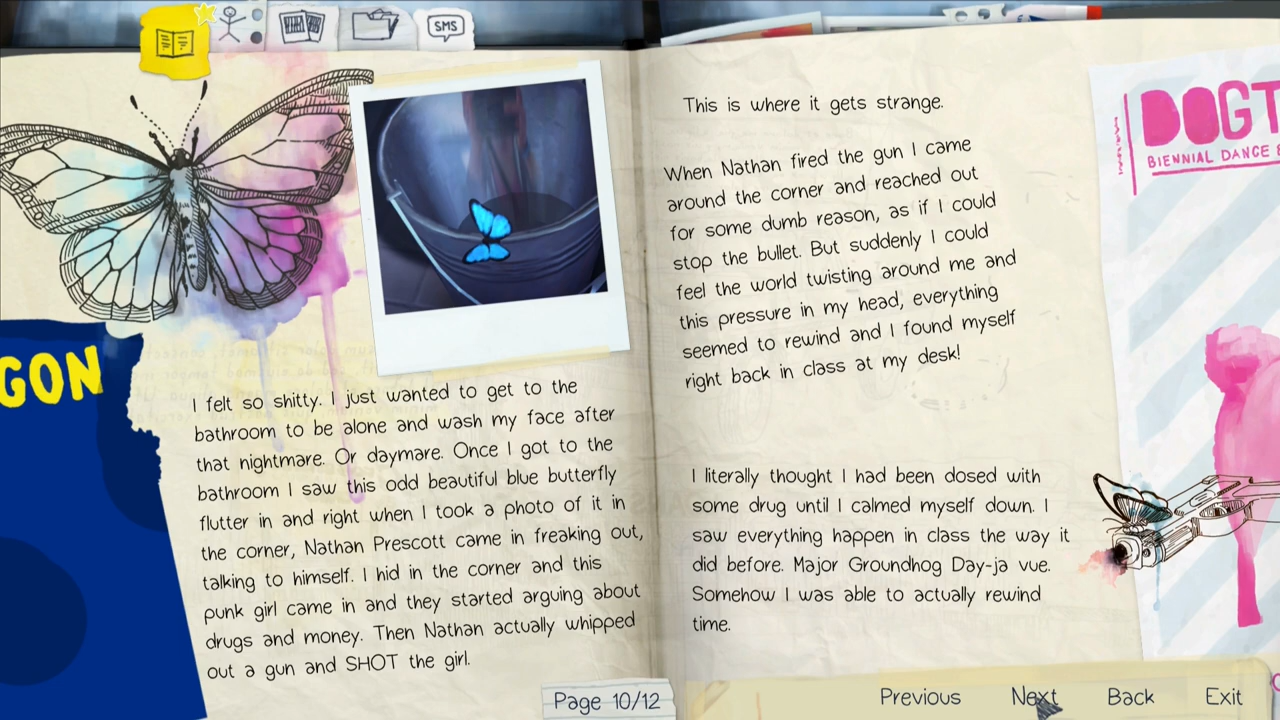 SMS
GON
I felt so shitty. I just wanted to get to the
bathroom to be alone and wash my face after
that nightmare. Or daymare. Once I got to the
bathroom I saw this odd beautiful blue butterfly
flutter in and right when I took a photo of it in
the corner, Nathan Prescott came in freaking out,
talking to himself. I hid in the corner and this
punk girl came in and they started arguing about
drugs and money. Then Nathan actually whipped
out a gun and SHOT the girl.
This is where it gets strange.
When Nathan fired the gun I came
around the corner and reached out
for some dumb reason, as if I could
stop the bullet. But suddenly I could
feel the world twisting around me and
this pressure in my head, everything
seemed to rewind and I found myself
right back in class at my desk!
I literally thought I had been dosed with
some drug until I calmed myself down. I
saw everything happen in class the way it
did before. Major Groundhog Day-ja vue.
Somehow I was able to actually rewind
time.
DOGT
BIENNIAL DANCE &
Page 10/12
Previous
Next
Back
Exit